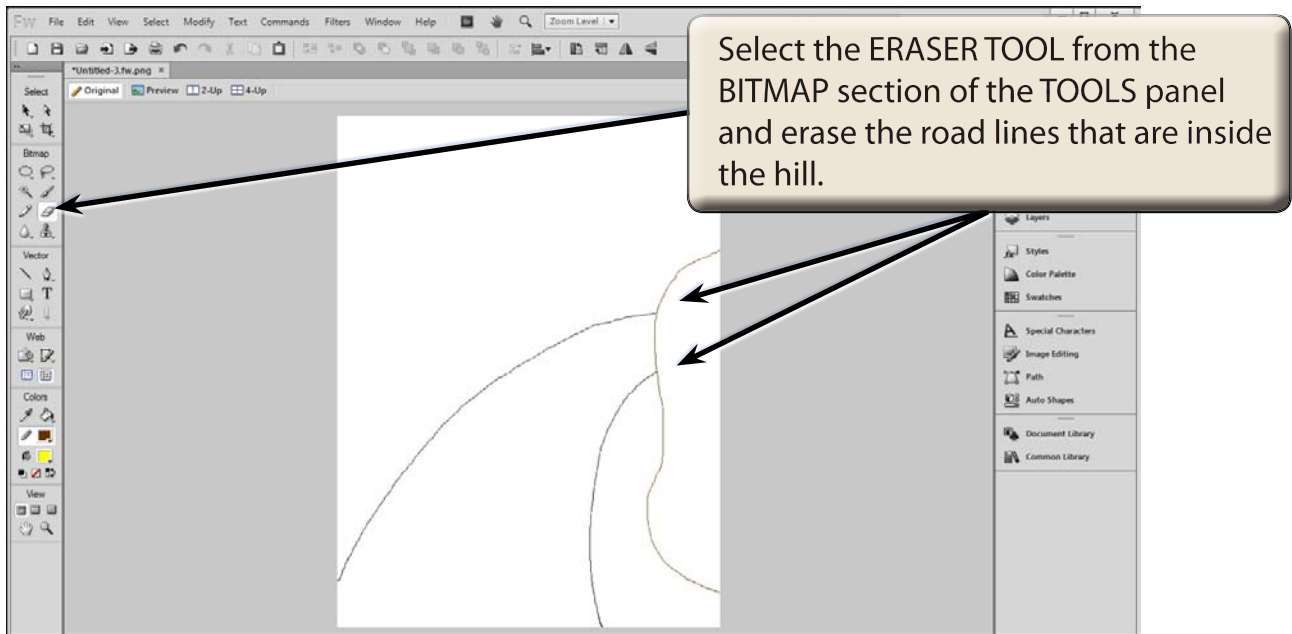 Fw File Edit View Select Modify Text Commands Filters Window Help Zoom Level
Select the ERASER TOOL from the
BITMAP section of the TOOLS panel
and erase the road lines that are inside
the hill.
*Untitled-3.fw.png ×
Original Preview 2-Up 4-Up
Select
Bitmap
Vector
T
Web
Colors
View
Layers
Styles
Color Palette
Swatches
Special Characters
Image Editing
Path
Auto Shapes
Document Library
Common Library